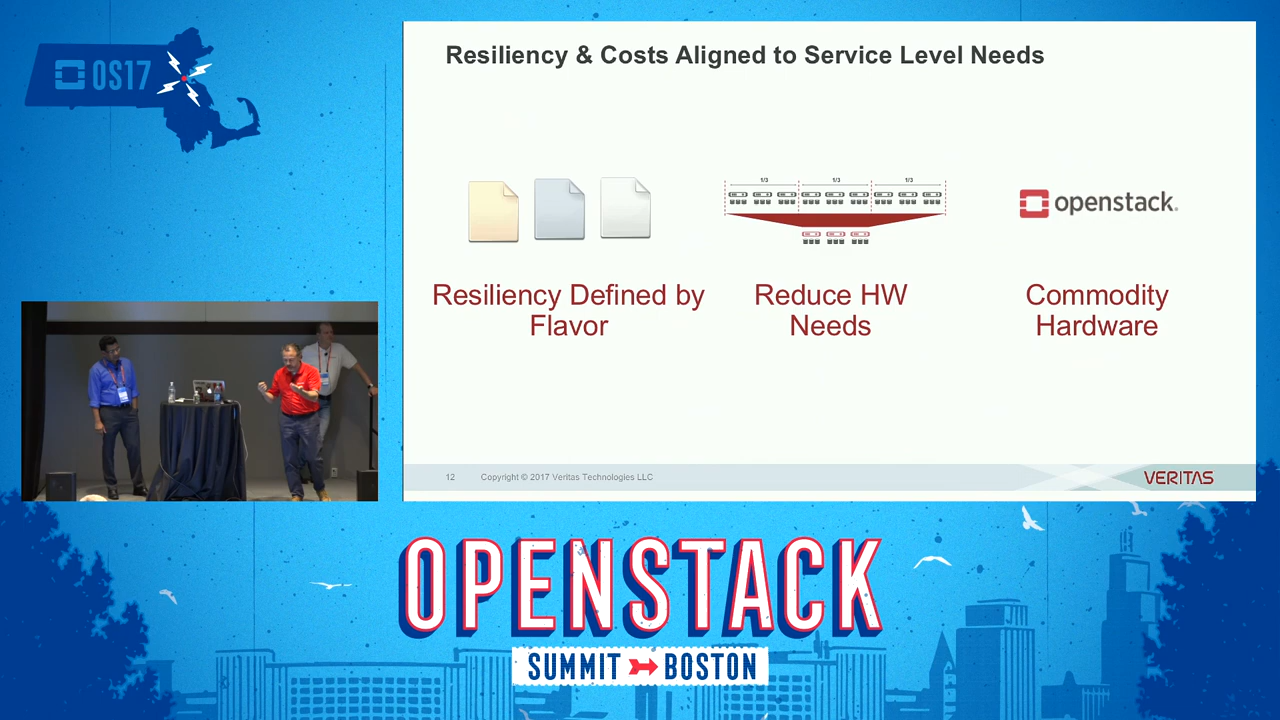 OS17
Resiliency & Costs Aligned to Service Level Needs
1/3
1/3
1/3
openstack.
Resiliency Defined by
Flavor
Reduce HW
Needs
Commodity
Hardware
12
Copyright © 2017 Veritas Technologies LLC
VERITAS
OPENSTACK
SUMMIT BOSTON